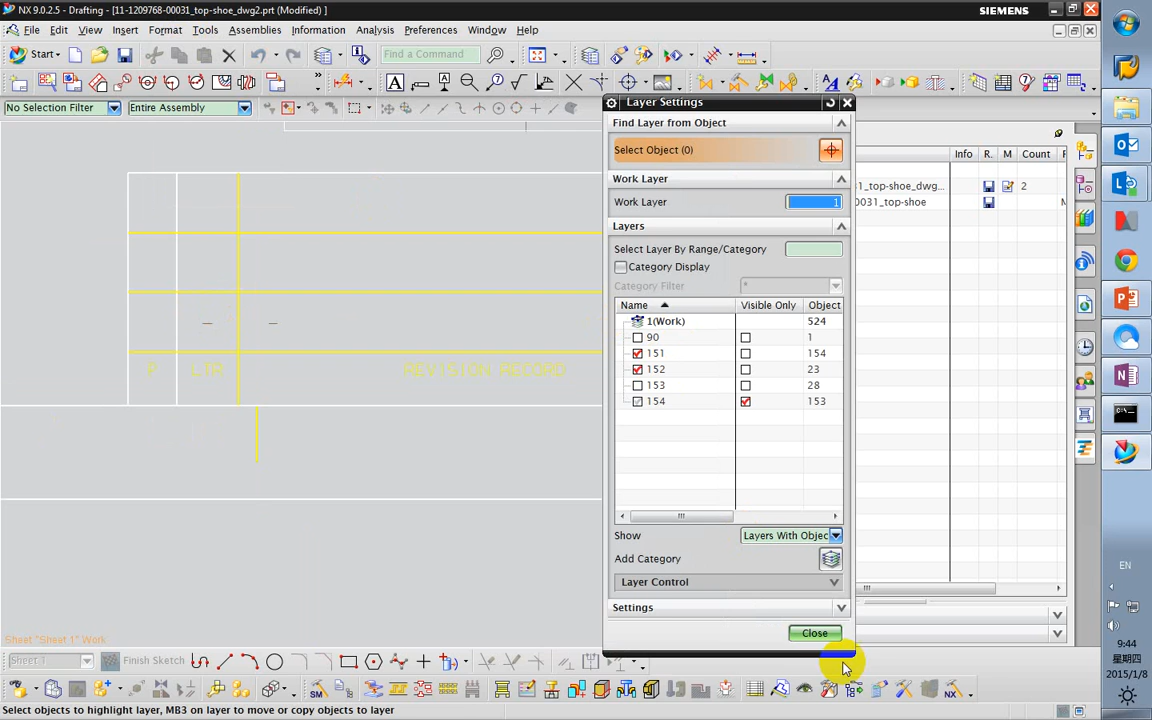 NX 9.0.2.5 - Drafting - [11-1209768-00031_top-shoe_dwg2.prt (Modified) ]
SIEMENS
File Edit View Insert Format Tools Assemblies Information Analysis Preferences Window Help
Start
Find a Command
No Selection Filter
Entire Assembly
Layer Settings
Find Layer from Object
Select Object (0)
Work Layer
Work Layer 1
Layers
Select Layer By Range/Category
Category Display
Category Filter *
Name Visible Only Object
1(Work) 524
90 1
151 154
152 23
153 28
154 153
Show Layers With Objec
Add Category
Layer Control
Settings
Close
Info R. M Count
31_top-shoe_dwg... 2
0031_top-shoe
P LTR REVISION RECORD
Sheet "Sheet 1" Work
Sheet 1 Finish Sketch
SM NX
Select objects to highlight layer, MB3 on layer to move or copy objects to layer
EN
9:44
星期四
2015/1/8